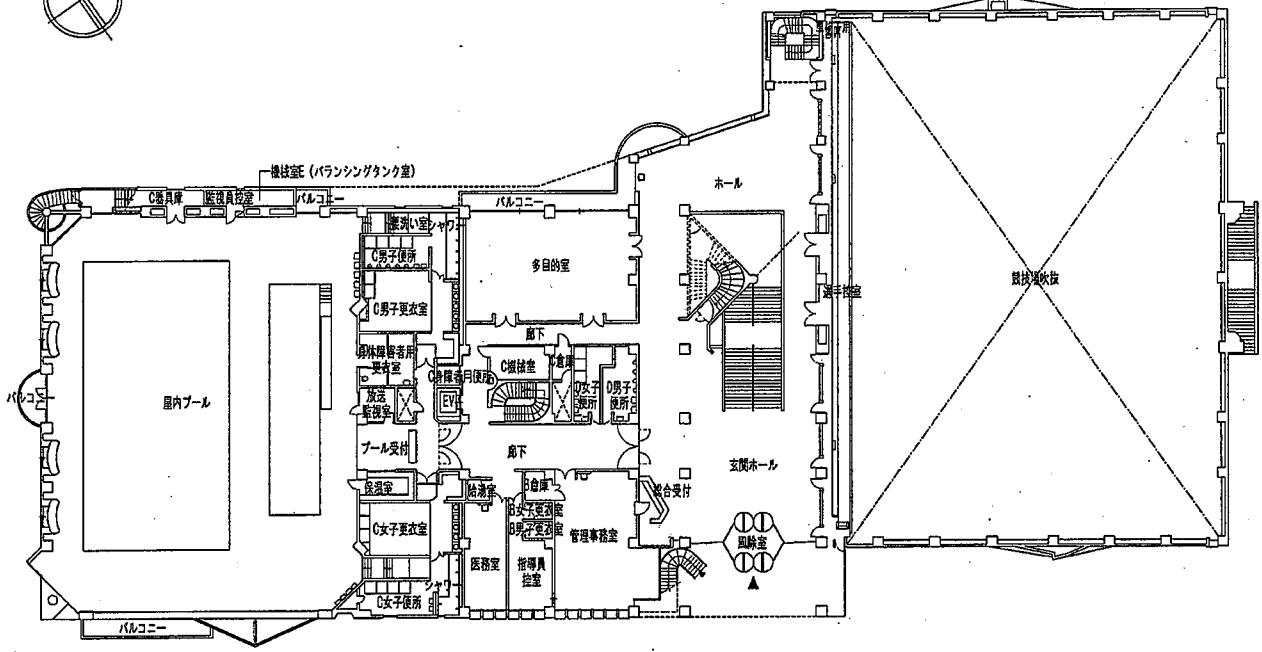 機械室E（バランシングタンク室）
C器具庫
監視員控室
バルコニー
バルコニー
ホール
腰洗い室
シャワー
C男子便所
多目的室
競技場吹抜
選手控室
C男子更衣室
廊下
身体障害者用
更衣室
C機械室
C倉庫
C身障者用便所
EV
D女子
便所
D男子
便所
放送
監視室
バルコニー
屋内プール
プール受付
廊下
玄関ホール
保温室
給湯室
B倉庫
総合受付
B女子更衣室
B男子更衣室
C女子更衣室
管理事務室
風除室
医務室
指導員
控室
シャワー
C女子便所
バルコニー